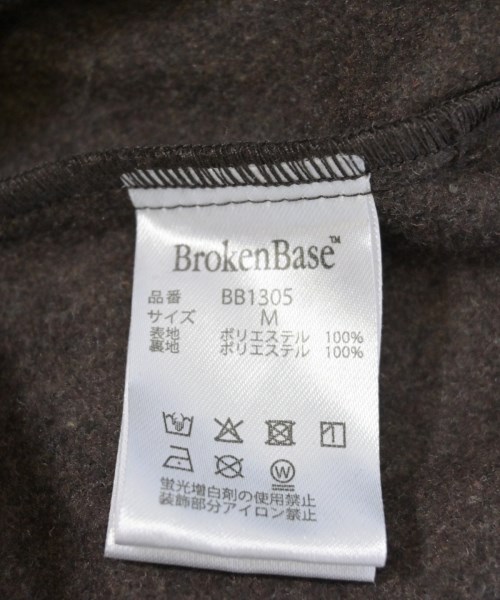 BrokenBase™
品番 BB1305
サイズ M
表地 ポリエステル 100%
裏地 ポリエステル 100%
W
蛍光増白剤の使用禁止
装飾部分アイロン禁止